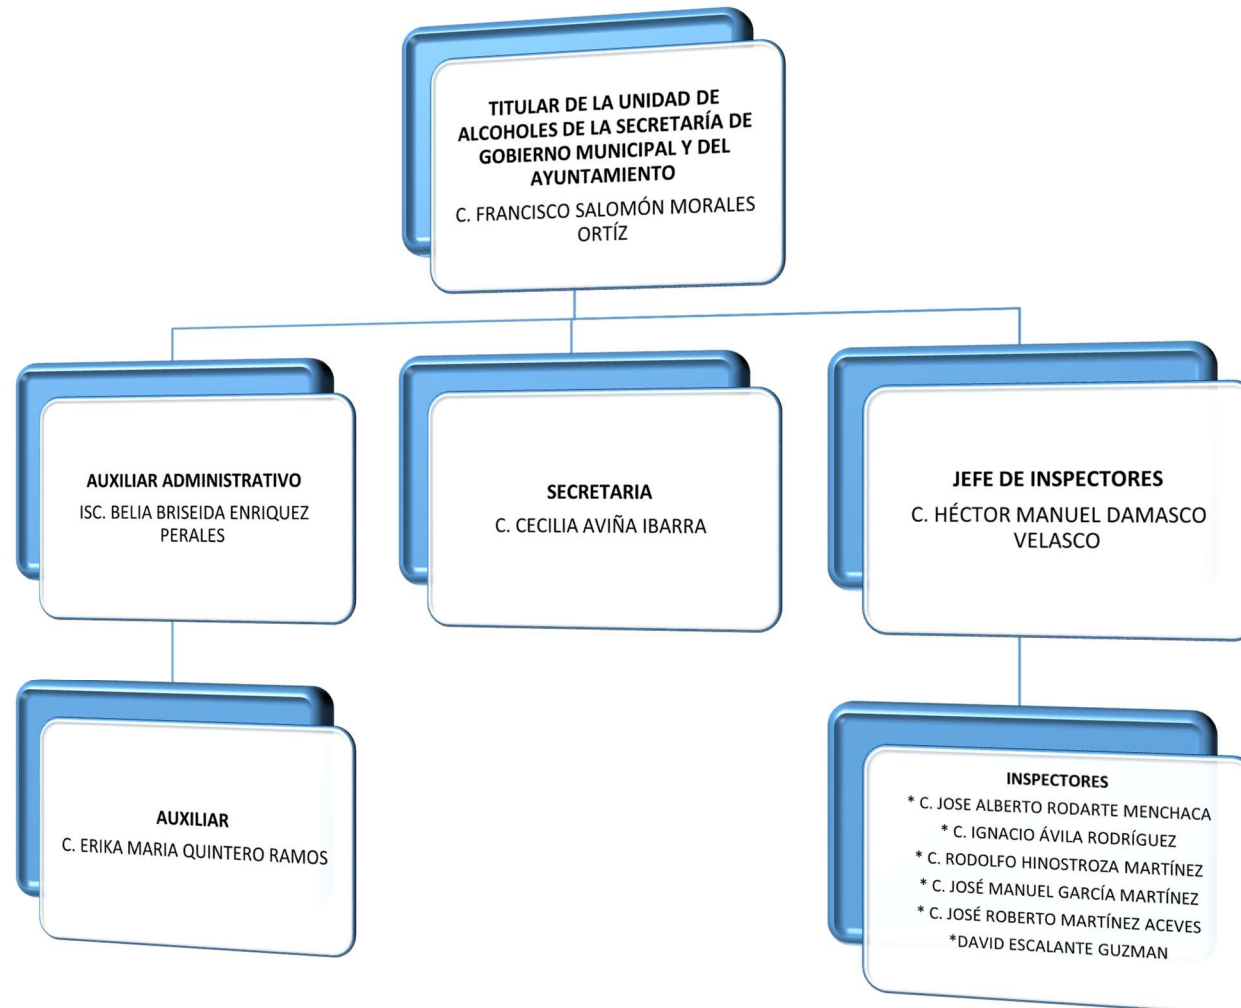 TITULAR DE LA UNIDAD DE
ALCOHOLES DE LA SECRETARÍA DE
GOBIERNO MUNICIPAL Y DEL
AYUNTAMIENTO
C. FRANCISCO SALOMÓN MORALES
ORTÍZ
AUXILIAR ADMINISTRATIVO
ISC. BELIA BRISEIDA ENRIQUEZ
PERALES
SECRETARIA
C. CECILIA AVIÑA IBARRA
JEFE DE INSPECTORES
C. HÉCTOR MANUEL DAMASCO
VELASCO
AUXILIAR
C. ERIKA MARIA QUINTERO RAMOS
INSPECTORES
* C. JOSE ALBERTO RODARTE MENCHACA
* C. IGNACIO ÁVILA RODRÍGUEZ
* C. RODOLFO HINOSTROZA MARTÍNEZ
* C. JOSÉ MANUEL GARCÍA MARTÍNEZ
* C. JOSÉ ROBERTO MARTÍNEZ ACEVES
*DAVID ESCALANTE GUZMAN